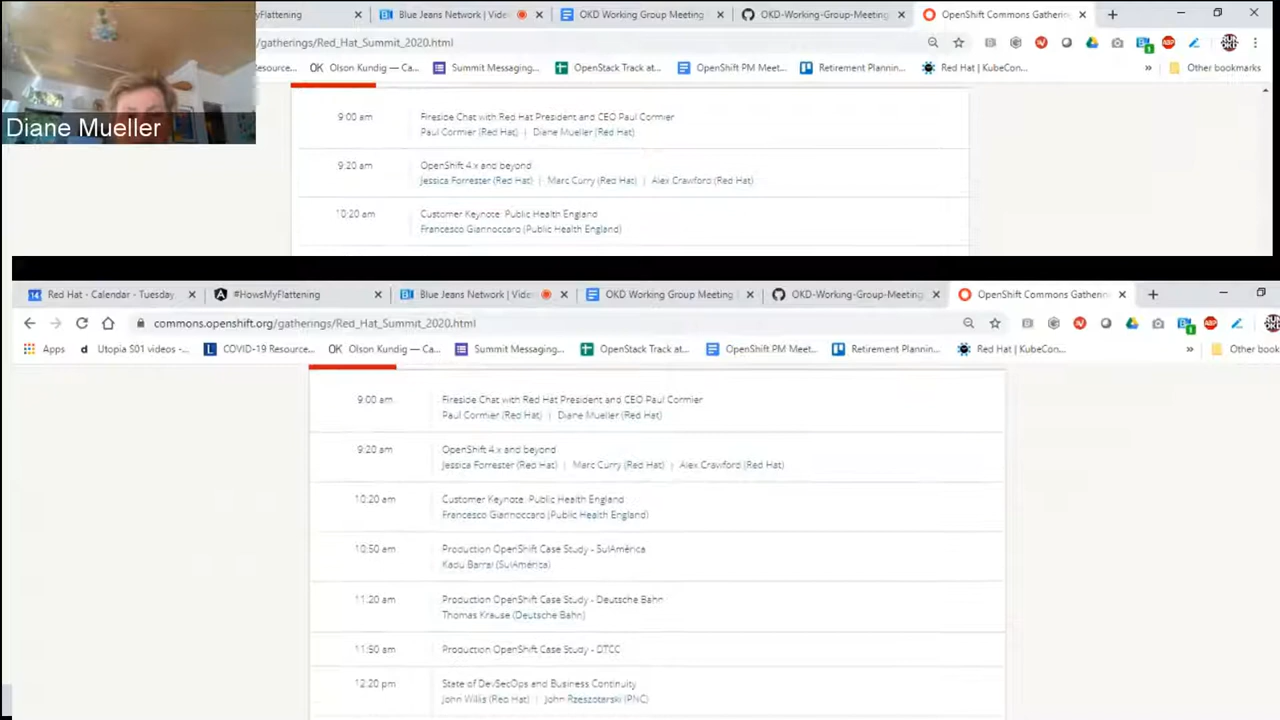 yFlattening
Blue Jeans Network | Vide
OKD Working Group Meeting
OKD-Working-Group-Meeting
OpenShift Commons Gatherin
/gatherings/Red_Hat_Summit_2020.html
Resource...
OK Olson Kundig — Ca...
Summit Messaging...
OpenStack Track at...
OpenShift PM Meet...
Retirement Plannin...
Red Hat | KubeCon...
»
Other bookmarks
Diane Mueller
9:00 am
Fireside Chat with Red Hat President and CEO Paul Cormier
Paul Cormier (Red Hat) | Diane Mueller (Red Hat)
9:20 am
OpenShift 4.x and beyond
Jessica Forrester (Red Hat) | Marc Curry (Red Hat) | Alex Crawford (Red Hat)
10:20 am
Customer Keynote: Public Health England
Francesco Giannoccaro (Public Health England)
14 Red Hat - Calendar - Tuesday,
#HowsMyFlattening
Blue Jeans Network | Vide
OKD Working Group Meeting
OKD-Working-Group-Meeting
OpenShift Commons Gatherin
commons.openshift.org/gatherings/Red_Hat_Summit_2020.html
Apps
d Utopia S01 videos -...
L COVID-19 Resource...
OK Olson Kundig — Ca...
Summit Messaging...
OpenStack Track at...
OpenShift PM Meet...
Retirement Plannin...
Red Hat | KubeCon...
»
Other book
9:00 am
Fireside Chat with Red Hat President and CEO Paul Cormier
Paul Cormier (Red Hat) | Diane Mueller (Red Hat)
9:20 am
OpenShift 4.x and beyond
Jessica Forrester (Red Hat) | Marc Curry (Red Hat) | Alex Crawford (Red Hat)
10:20 am
Customer Keynote: Public Health England
Francesco Giannoccaro (Public Health England)
10:50 am
Production OpenShift Case Study - SulAmérica
Kadu Barral (SulAmérica)
11:20 am
Production OpenShift Case Study - Deutsche Bahn
Thomas Krause (Deutsche Bahn)
11:50 am
Production OpenShift Case Study - DTCC
12:20 pm
State of DevSecOps and Business Continuity
John Willis (Red Hat) | John Rzeszotarski (PNC)